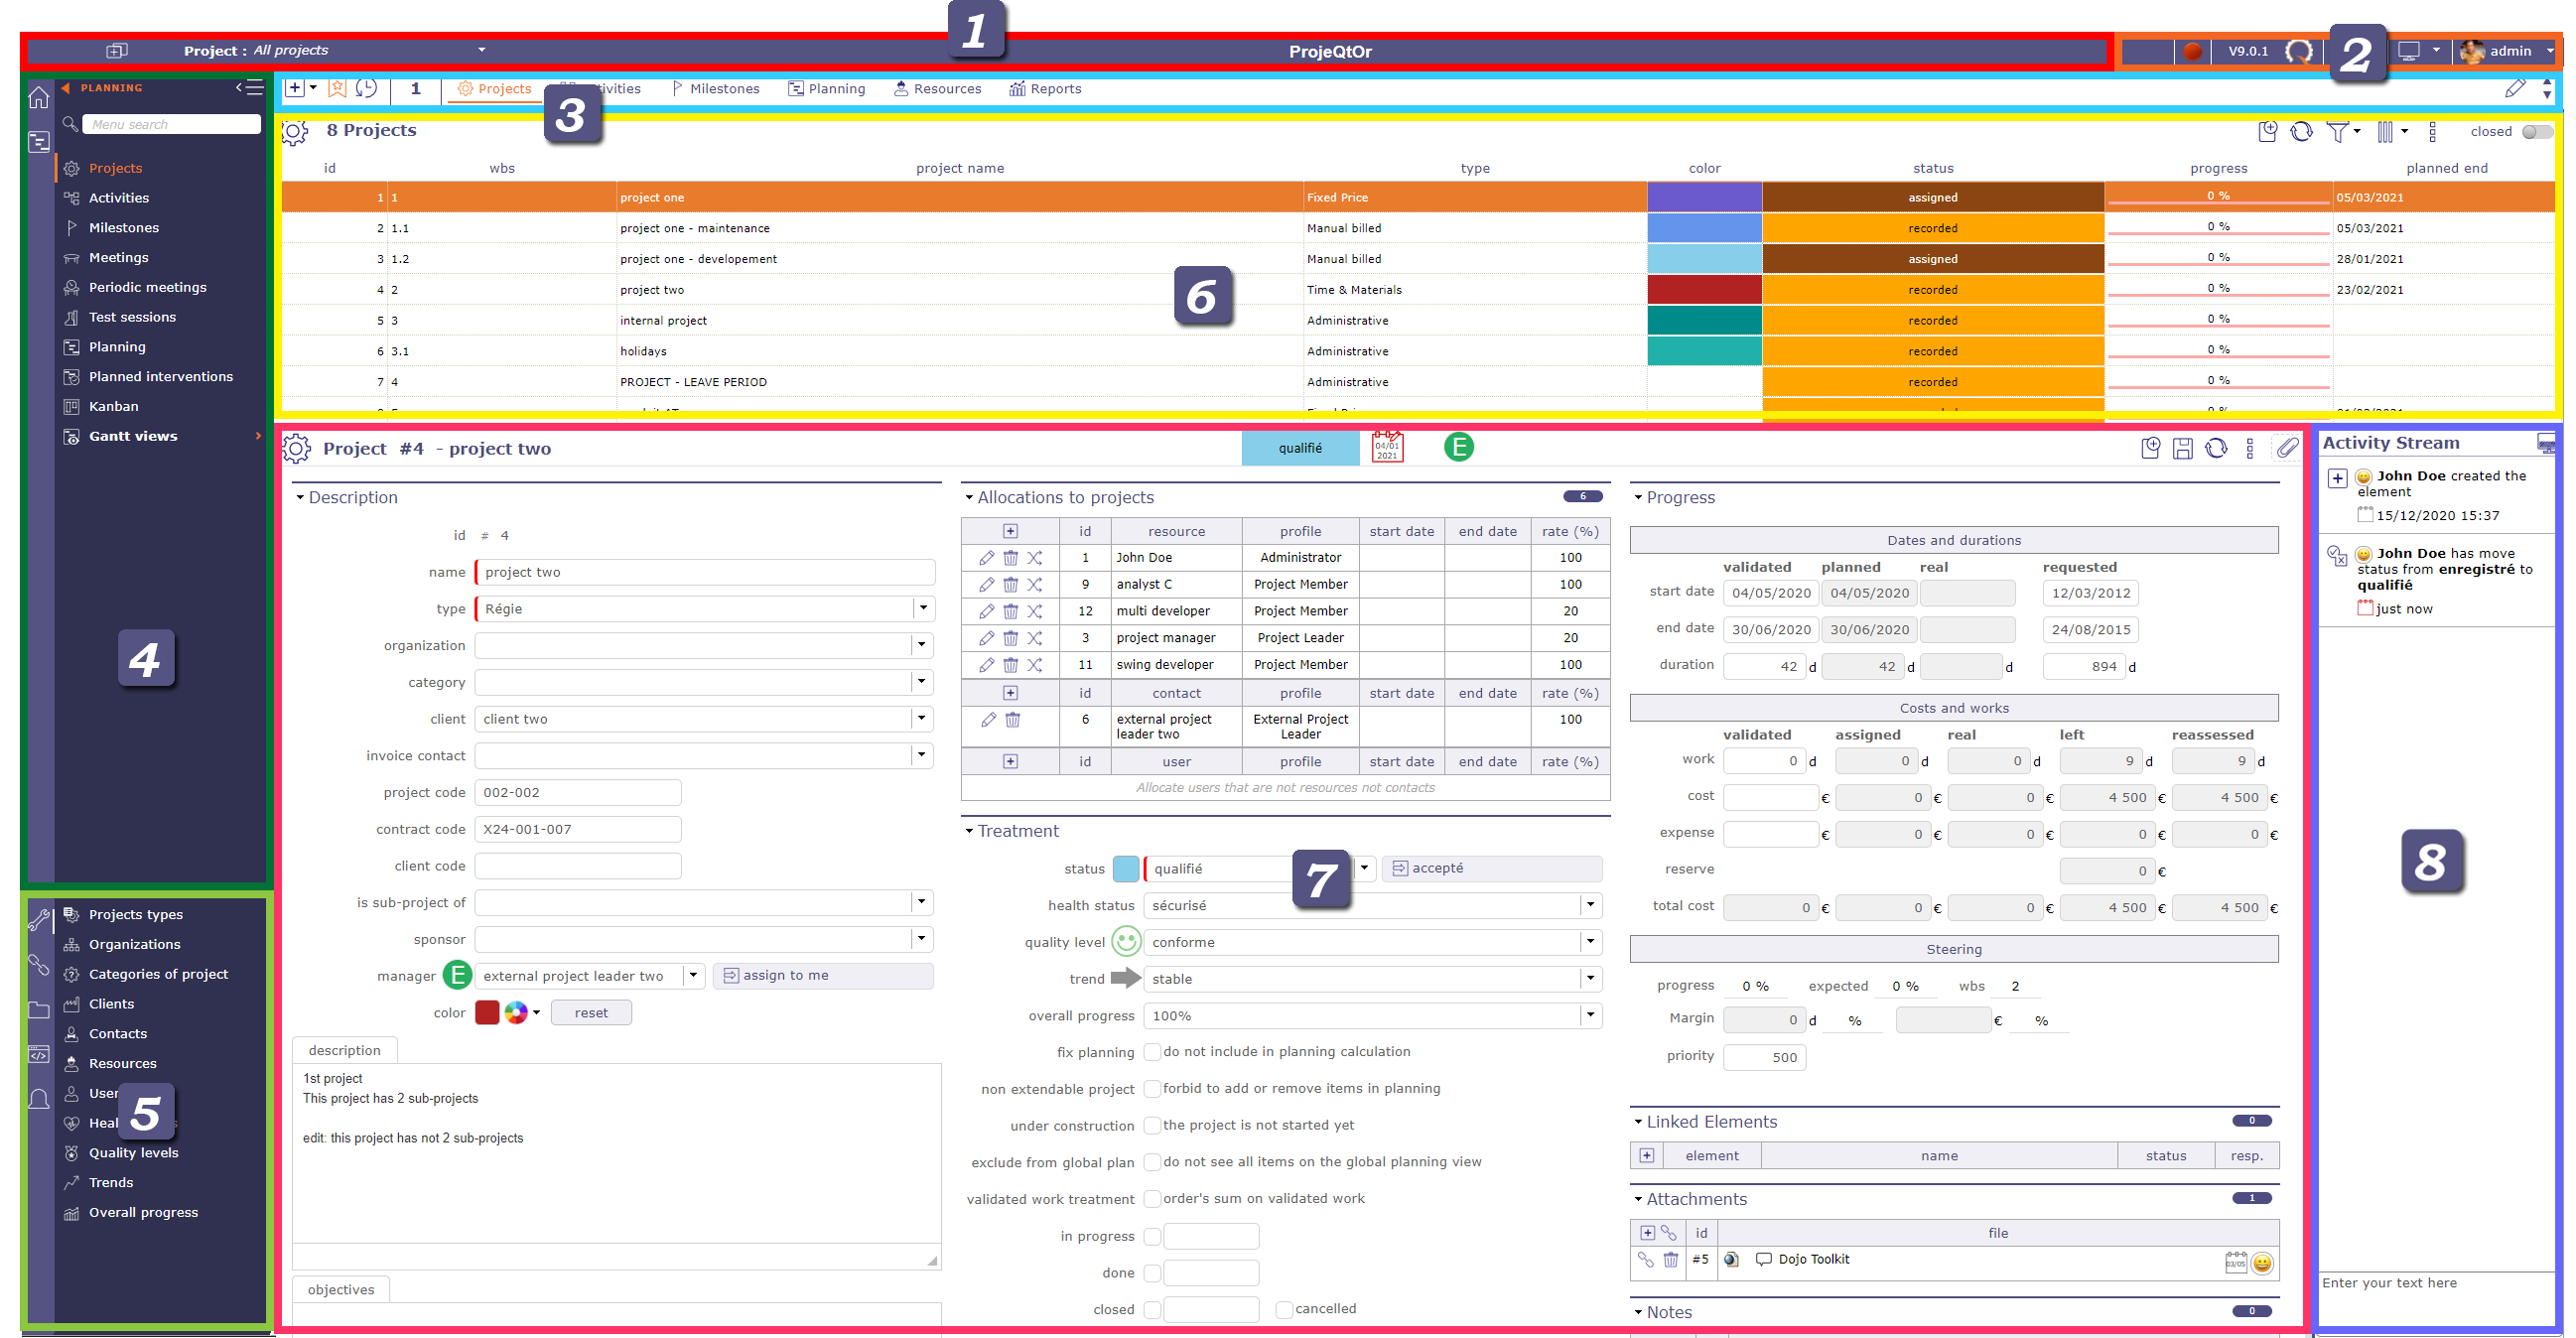 1
Project : All projects
ProjeQtOr
V9.0.1
2
admin
PLANNING
Menu search
Projects
Activities
Milestones
Meetings
Periodic meetings
Test sessions
Planning
Planned interventions
Kanban
Gantt views
4
Projects types
Organizations
Categories of project
Clients
Contacts
Resources
5
Quality levels
Trends
Overall progress
1 Projects Milestones Planning Resources Reports
3
8 Projects closed
id wbs project name type color status progress planned end
1 1 project one Fixed Price assigned 0 % 05/03/2021
2 1.1 project one - maintenance Manual billed recorded 0 % 05/03/2021
3 1.2 project one - developement Manual billed assigned 0 % 28/01/2021
4 2 project two Time & Materials recorded 0 % 23/02/2021
5 3 internal project Administrative recorded 0 %
6 3.1 holidays Administrative recorded 0 %
7 4 PROJECT - LEAVE PERIOD Administrative recorded 0 %
6
Project #4 - project two qualifié 04/01 2021 E
Description
id # 4
name project two
type Régie
organization
category
client client two
invoice contact
project code 002-002
contract code X24-001-007
client code
is sub-project of
sponsor
manager E external project leader two assign to me
color reset
description
1st project
This project has 2 sub-projects
edit: this project has not 2 sub-projects
objectives
Allocations to projects 6
id resource profile start date end date rate (%)
1 John Doe Administrator 100
9 analyst C Project Member 100
12 multi developer Project Member 20
3 project manager Project Leader 20
11 swing developer Project Member 100
id contact profile start date end date rate (%)
6 external project leader two External Project Leader 100
id user profile start date end date rate (%)
Allocate users that are not resources not contacts
Treatment
status qualifié accepté
7
health status sécurisé
quality level conforme
trend stable
overall progress 100%
fix planning do not include in planning calculation
non extendable project forbid to add or remove items in planning
under construction the project is not started yet
exclude from global plan do not see all items on the global planning view
validated work treatment order's sum on validated work
in progress
done
closed cancelled
Progress
Dates and durations
validated planned real requested
start date 04/05/2020 04/05/2020 12/03/2012
end date 30/06/2020 30/06/2020 24/08/2015
duration 42 d 42 d d 894 d
Costs and works
validated assigned real left reassessed
work 0 d 0 d 0 d 9 d 9 d
cost € 0 € 0 € 4 500 € 4 500 €
expense € 0 € 0 € 0 € 0 €
reserve 0 €
total cost 0 € 0 € 0 € 4 500 € 4 500 €
Steering
progress 0 % expected 0 % wbs 2
Margin 0 d % € %
priority 500
Linked Elements 0
element name status resp.
Attachments 1
id file
#5 Dojo Toolkit 03/05
Notes 0
Activity Stream
John Doe created the
element
15/12/2020 15:37
John Doe has move
status from enregistré to
qualifié
just now
8
Enter your text here